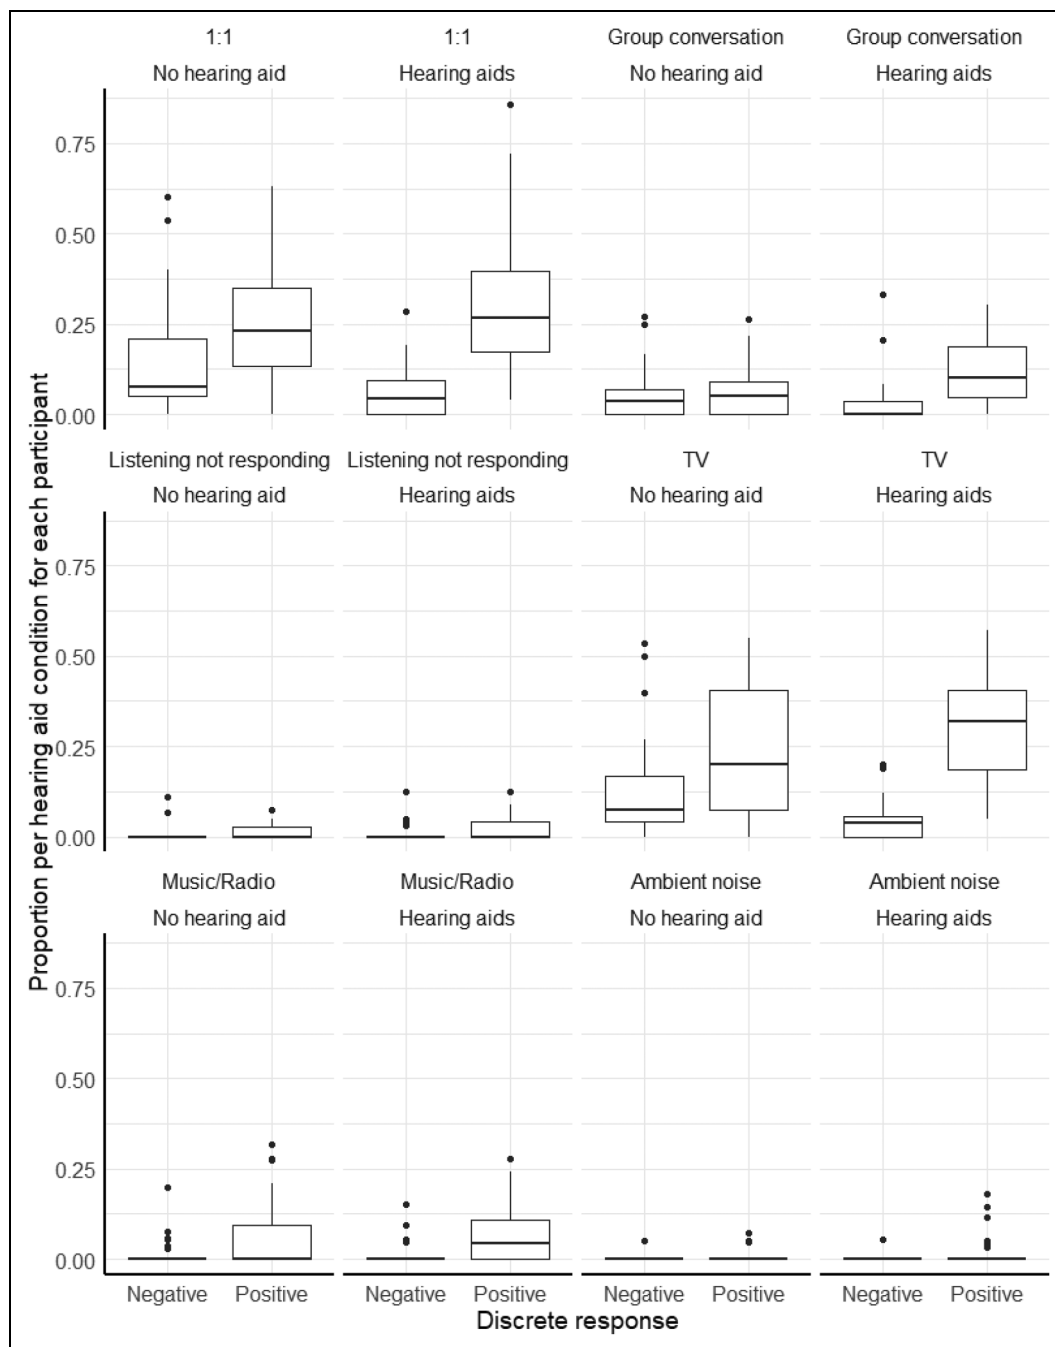 1:1 1:1 Group conversation Group conversation
No hearing aid Hearing aids No hearing aid Hearing aids
0.75
0.50
0.25
0.00
Listening not responding Listening not responding TV TV
No hearing aid Hearing aids No hearing aid Hearing aids
0.75
0.50
0.25
0.00
Music/Radio Music/Radio Ambient noise Ambient noise
No hearing aid Hearing aids No hearing aid Hearing aids
0.75
0.50
0.25
0.00
Negative Positive Negative Positive Negative Positive Negative Positive
Discrete response
Proportion per hearing aid condition for each participant